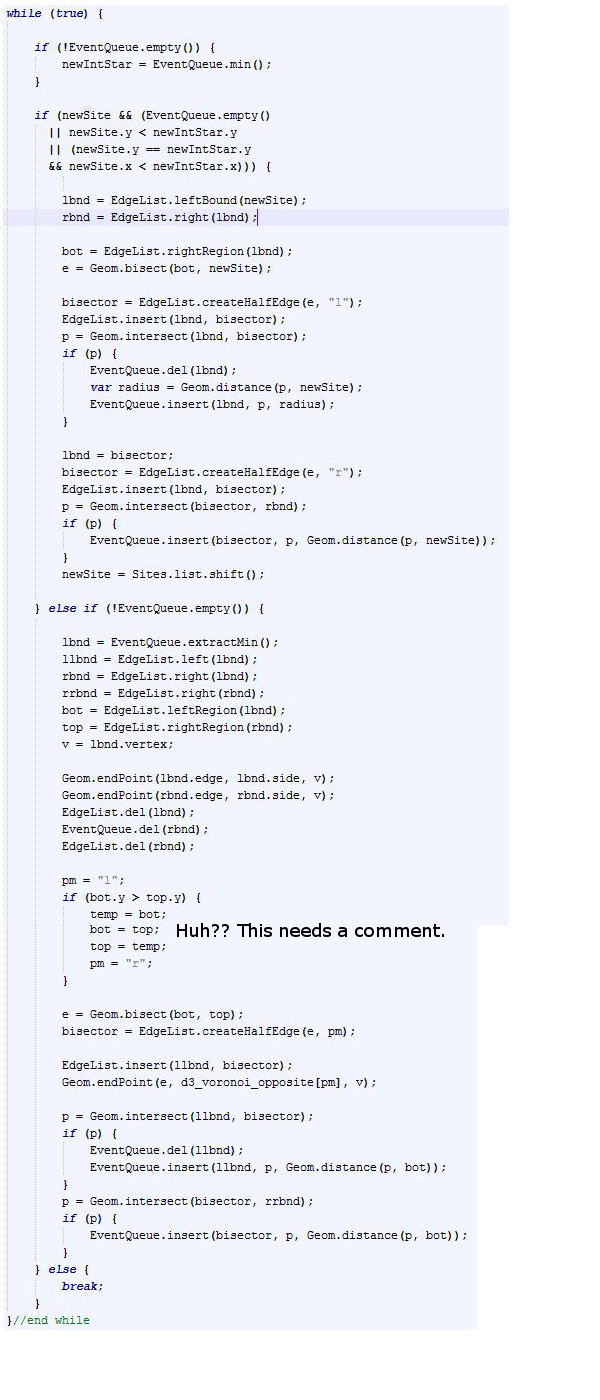 while (true) {
if (!EventQueue.empty()) {
newIntStar = EventQueue.min();
}
if (newSite && (EventQueue.empty()
|| newSite.y < newIntStar.y
|| (newSite.y == newIntStar.y
&& newSite.x < newIntStar.x))) {
lbnd = EdgeList.leftBound(newSite);
rbnd = EdgeList.right(lbnd);
bot = EdgeList.rightRegion(lbnd);
e = Geom.bisect(bot, newSite);
bisector = EdgeList.createHalfEdge(e, "l");
EdgeList.insert(lbnd, bisector);
p = Geom.intersect(lbnd, bisector);
if (p) {
EventQueue.del(lbnd);
var radius = Geom.distance(p, newSite);
EventQueue.insert(lbnd, p, radius);
}
lbnd = bisector;
bisector = EdgeList.createHalfEdge(e, "r");
EdgeList.insert(lbnd, bisector);
p = Geom.intersect(bisector, rbnd);
if (p) {
EventQueue.insert(bisector, p, Geom.distance(p, newSite));
}
newSite = Sites.list.shift();
} else if (!EventQueue.empty()) {
lbnd = EventQueue.extractMin();
llbnd = EdgeList.left(lbnd);
rbnd = EdgeList.right(lbnd);
rrbnd = EdgeList.right(rbnd);
bot = EdgeList.leftRegion(lbnd);
top = EdgeList.rightRegion(rbnd);
v = lbnd.vertex;
Geom.endPoint(lbnd.edge, lbnd.side, v);
Geom.endPoint(rbnd.edge, rbnd.side, v);
EdgeList.del(lbnd);
EventQueue.del(rbnd);
EdgeList.del(rbnd);
pm = "l";
if (bot.y > top.y) {
temp = bot;
bot = top; Huh?? This needs a comment.
top = temp;
pm = "r";
}
e = Geom.bisect(bot, top);
bisector = EdgeList.createHalfEdge(e, pm);
EdgeList.insert(llbnd, bisector);
Geom.endPoint(e, d3_voronoi_opposite[pm], v);
p = Geom.intersect(llbnd, bisector);
if (p) {
EventQueue.del(llbnd);
EventQueue.insert(llbnd, p, Geom.distance(p, bot));
}
p = Geom.intersect(bisector, rrbnd);
if (p) {
EventQueue.insert(bisector, p, Geom.distance(p, bot));
}
} else {
break;
}
}//end while